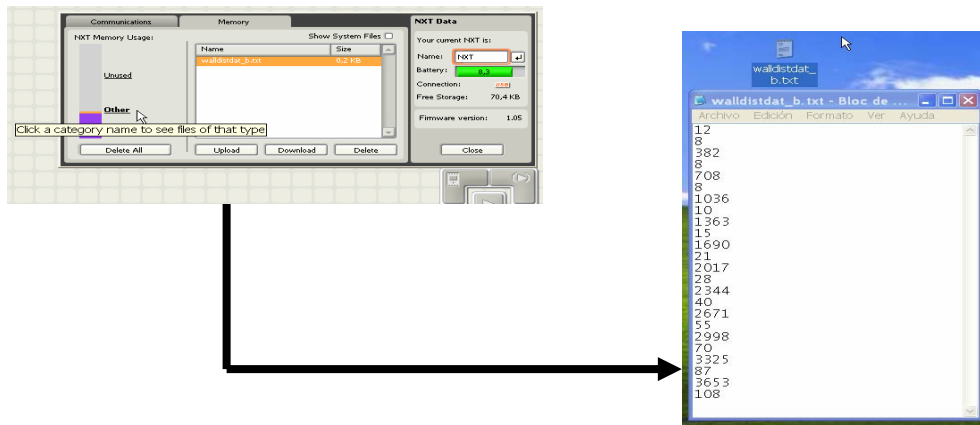 Communications
Memory
NXT Memory Usage:
Show System Files
Name Size
walldistdat_b.txt 0,2 KB
Unused
Other
Click a category name to see files of that type
Delete All
Upload
Download
Delete
NXT Data
Your current NXT is:
Name: NXT
Battery: 8,3
Connection: USB
Free Storage: 70,4 KB
Firmware version: 1.05
Close
walldistdat_
b.txt
walldistdat_b.txt - Bloc de ...
Archivo Edición Formato Ver Ayuda
12
8
382
8
708
8
1036
10
1363
15
1690
21
2017
28
2344
40
2671
55
2998
70
3325
87
3653
108